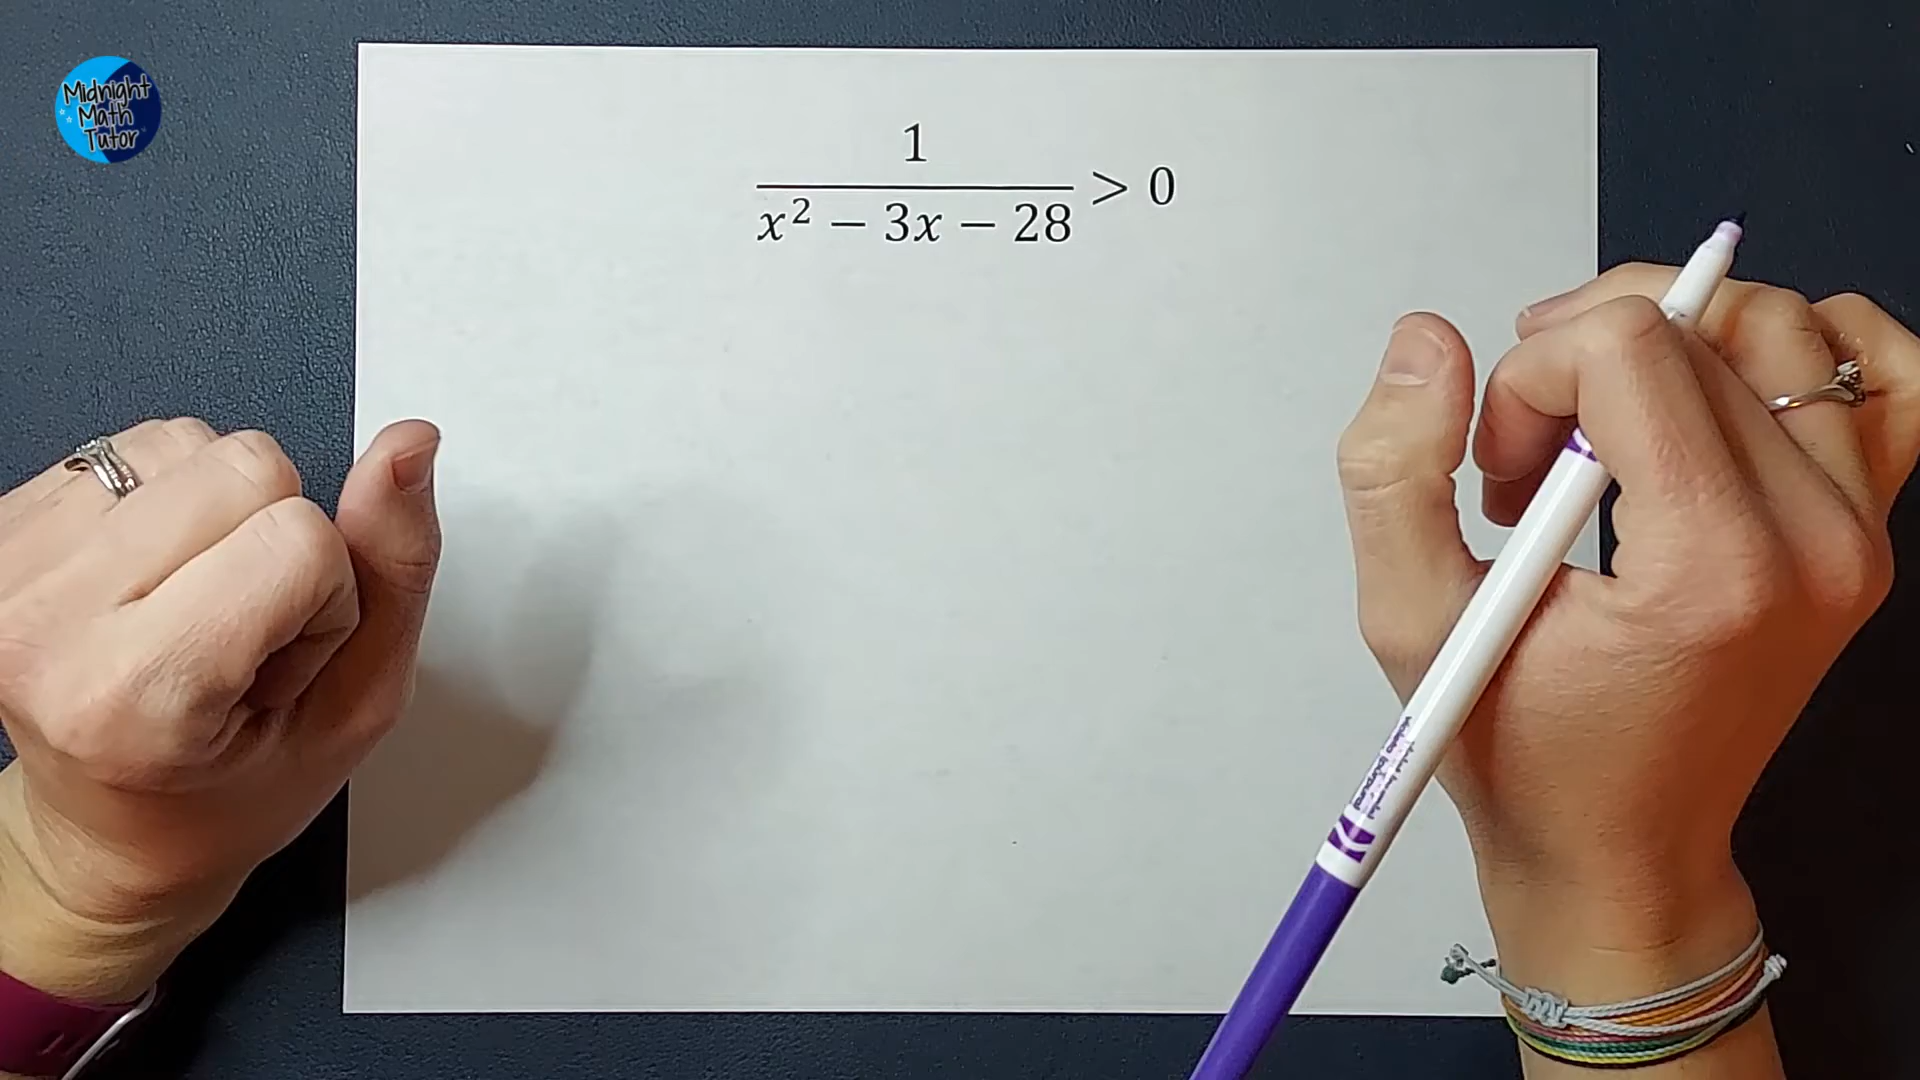 Midnight
Math
Tutor
1
x² − 3x − 28 > 0